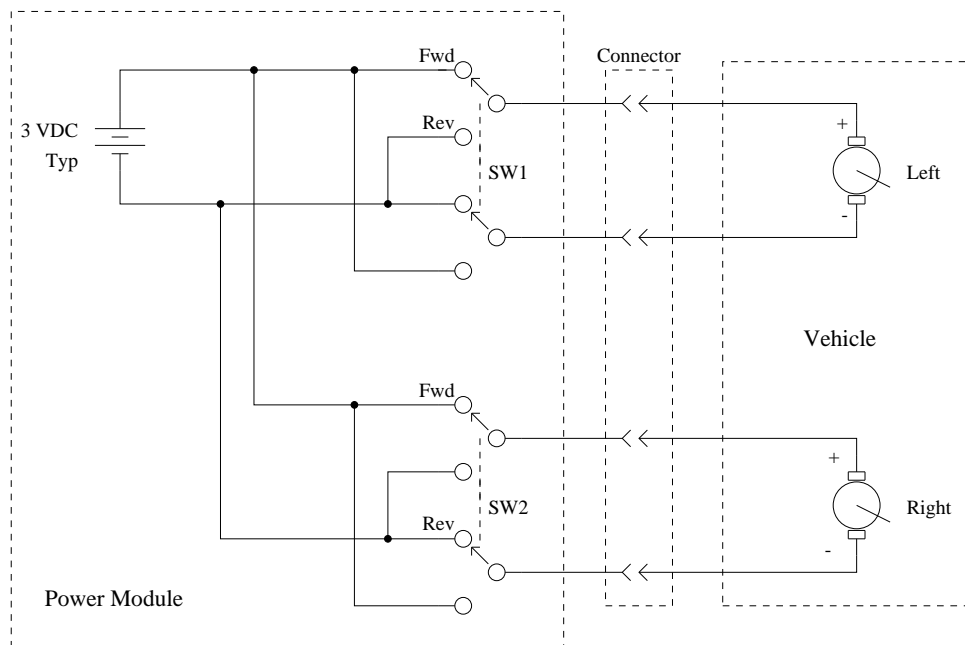 Fwd
Connector
3 VDC
Typ
Rev
+
SW1
Left
-
Vehicle
Fwd
+
SW2
Right
Rev
-
Power Module